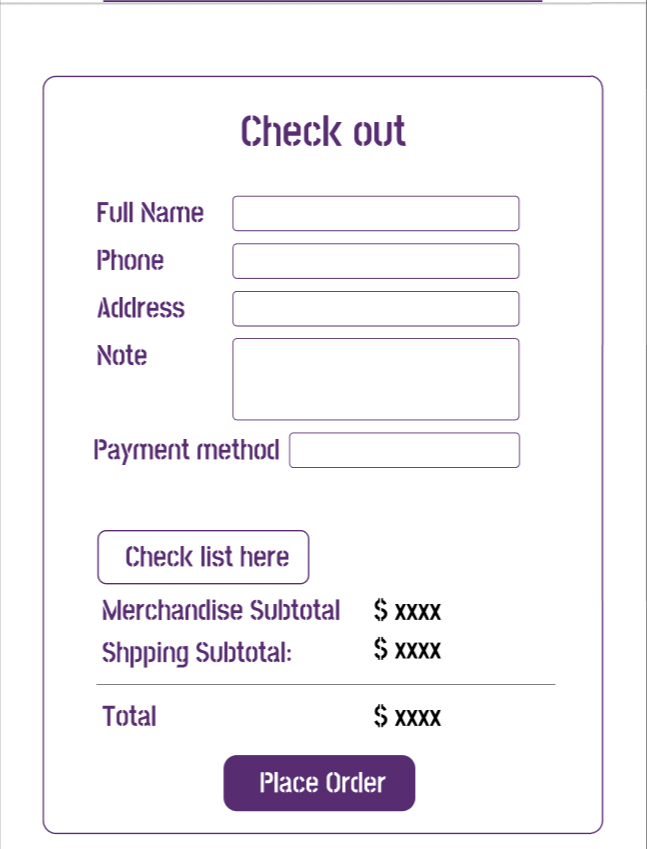 Check out
Full Name
Phone
Address
Note
Payment method
Check list here
Merchandise Subtotal $ xxxx
Shpping Subtotal: $ xxxx
Total $ xxxx
Place Order